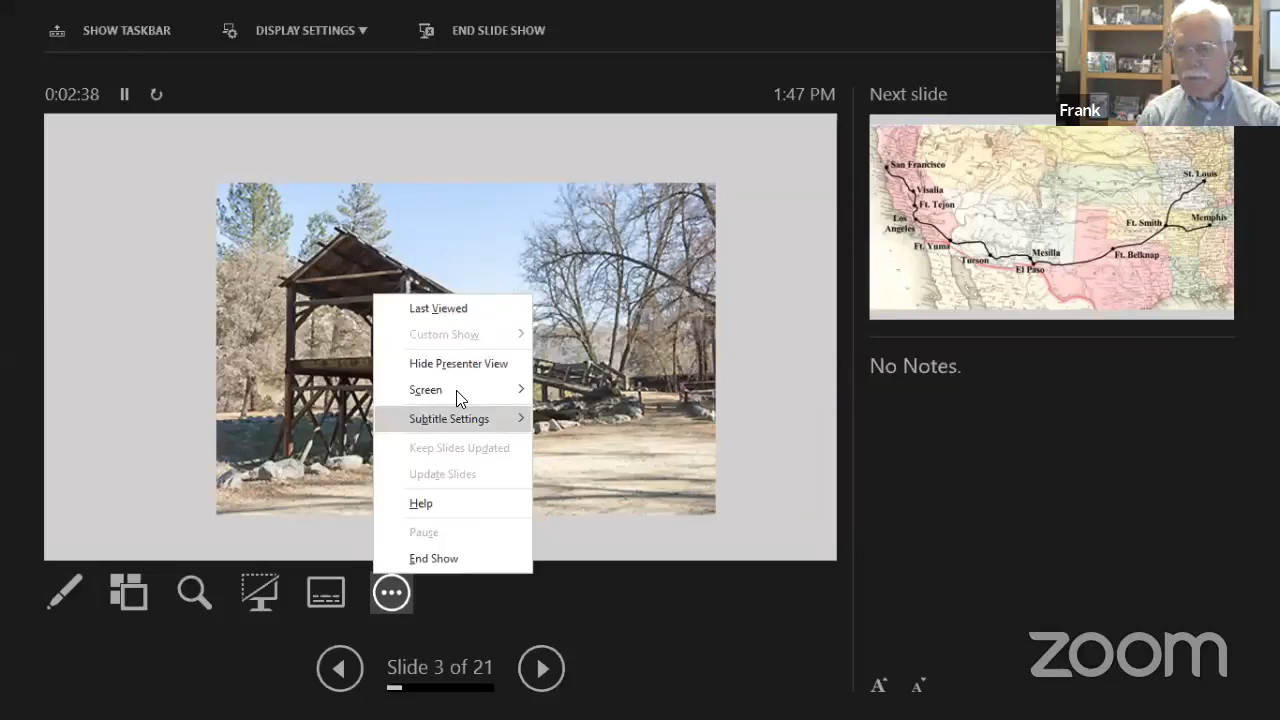 SHOW TASKBAR
DISPLAY SETTINGS
END SLIDE SHOW
Frank
0:02:38
1:47 PM
Next slide
San Francisco
Visalia
Ft. Tejon
Los
Angeles
Ft. Yuma
Tucson
Mesilla
El Paso
Ft. Belknap
Ft. Smith
St. Louis
Memphis
No Notes.
Last Viewed
Custom Show
Hide Presenter View
Screen
Subtitle Settings
Keep Slides Updated
Update Slides
Help
Pause
End Show
Slide 3 of 21
A A
zoom